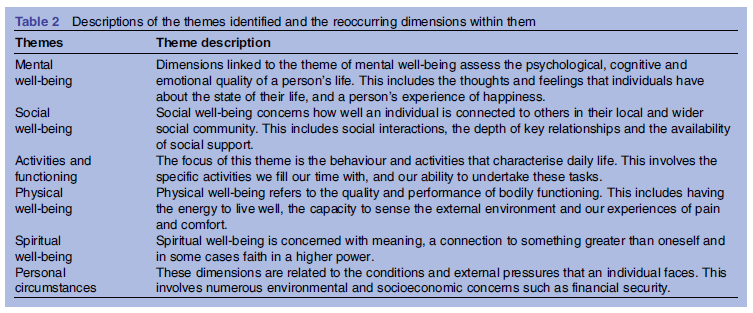 Table 2 Descriptions of the themes identified and the reoccurring dimensions within them
Themes Theme description
Mental Dimensions linked to the theme of mental well-being assess the psychological, cognitive and
well-being emotional quality of a person's life. This includes the thoughts and feelings that individuals have
about the state of their life, and a person's experience of happiness.
Social Social well-being concerns how well an individual is connected to others in their local and wider
well-being social community. This includes social interactions, the depth of key relationships and the availability
of social support.
Activities and The focus of this theme is the behaviour and activities that characterise daily life. This involves the
functioning specific activities we fill our time with, and our ability to undertake these tasks.
Physical Physical well-being refers to the quality and performance of bodily functioning. This includes having
well-being the energy to live well, the capacity to sense the external environment and our experiences of pain
and comfort.
Spiritual Spiritual well-being is concerned with meaning, a connection to something greater than oneself and
well-being in some cases faith in a higher power.
Personal These dimensions are related to the conditions and external pressures that an individual faces. This
circumstances involves numerous environmental and socioeconomic concerns such as financial security.